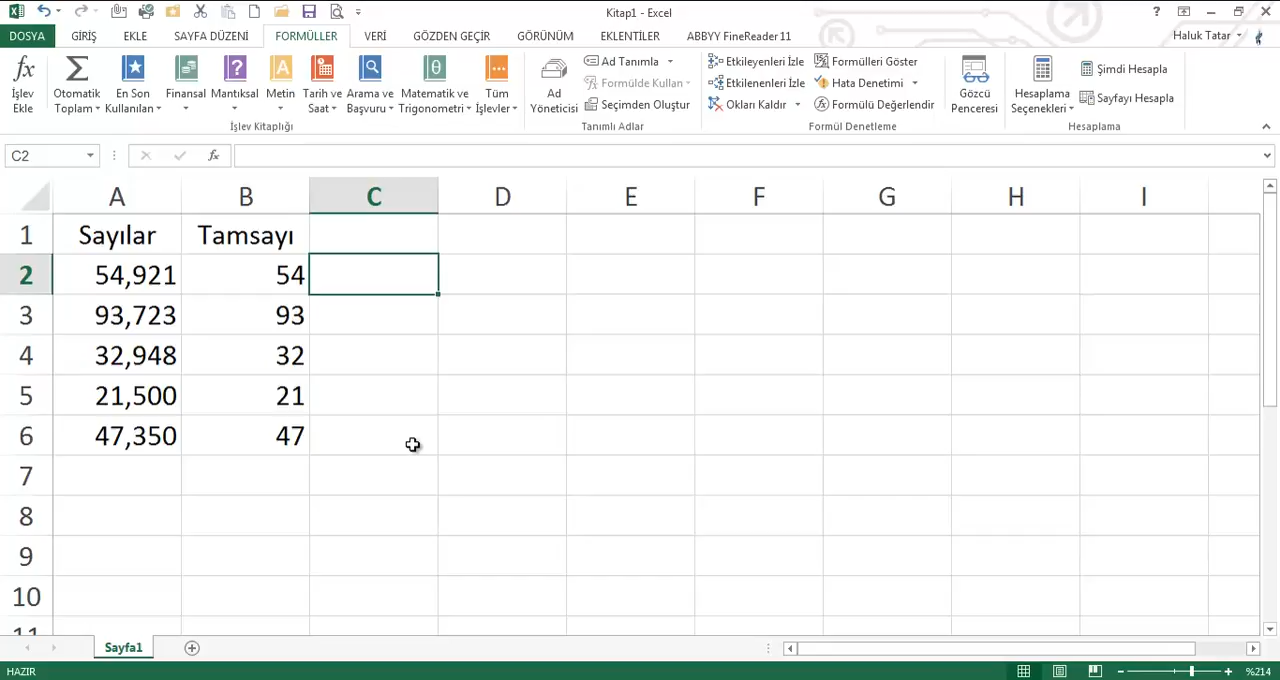 Kitap1 - Excel
?
DOSYA GİRİŞ EKLE SAYFA DÜZENİ FORMÜLLER VERİ GÖZDEN GEÇİR GÖRÜNÜM EKLENTİLER ABBYY FineReader 11 Haluk Tatar
fx İşlev Ekle
Σ Otomatik Toplam
En Son Kullanılan
Finansal
Mantıksal
Metin
Tarih ve Saat
Arama ve Başvuru
Matematik ve Trigonometri
Tüm İşlevler
İşlev Kitaplığı
Ad Yöneticisi
Ad Tanımla
Formülde Kullan
Seçimden Oluştur
Tanımlı Adlar
Etkileyenleri İzle
Etkilenenleri İzle
Okları Kaldır
Formülleri Göster
Hata Denetimi
Formülü Değerlendir
Formül Denetleme
Gözcü Penceresi
Hesaplama Seçenekleri
Şimdi Hesapla
Sayfayı Hesapla
Hesaplama
C2 fx
A B C D E F G H I
1 Sayılar Tamsayı
2 54,921 54
3 93,723 93
4 32,948 32
5 21,500 21
6 47,350 47
7
8
9
10
11
Sayfa1
HAZIR %214